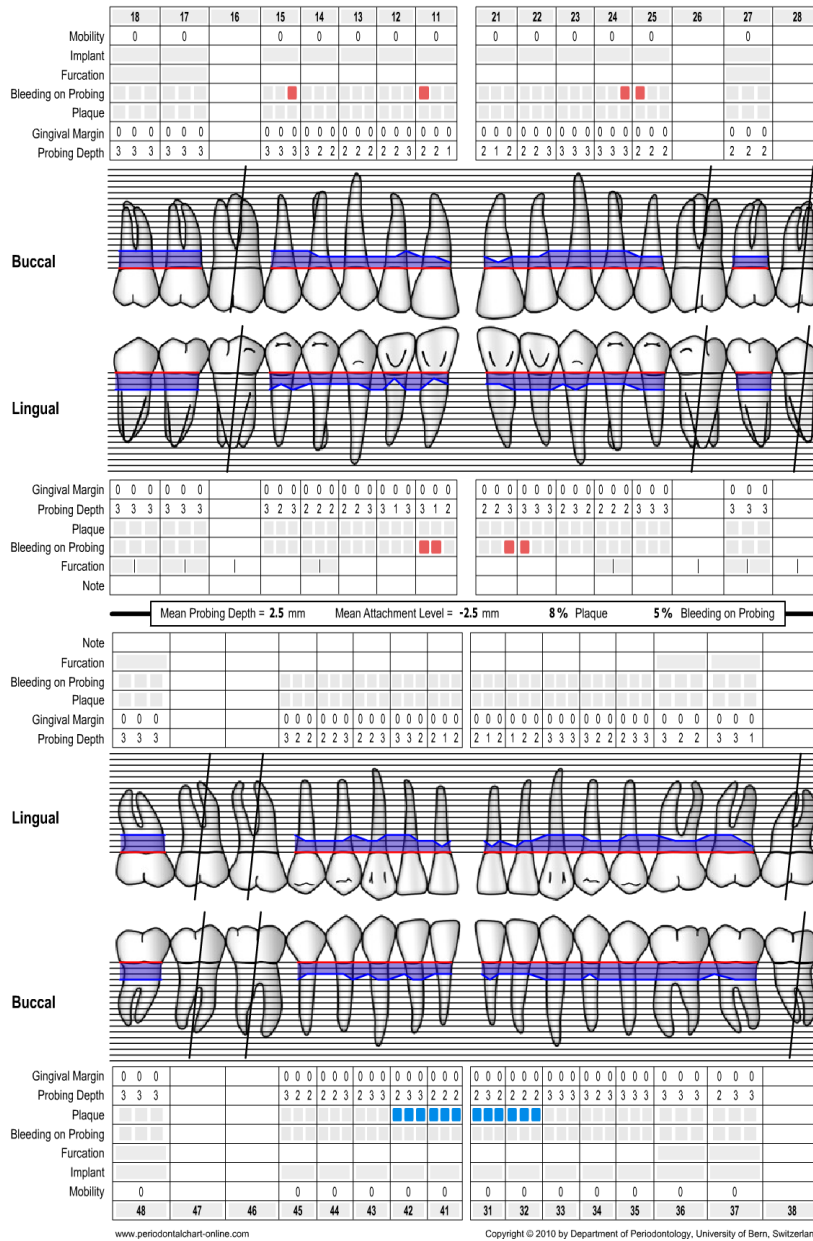 18 17 16 15 14 13 12 11 21 22 23 24 25 26 27 28
Mobility 0 0 0 0 0 0 0 0 0 0 0 0 0
Implant
Furcation
Bleeding on Probing
Plaque
Gingival Margin 0 0 0 0 0 0 0 0 0 0 0 0 0 0 0 0 0 0 0 0 0 0 0 0 0 0 0 0 0 0 0 0 0 0 0 0 0 0 0
Probing Depth 3 3 3 3 3 3 3 3 3 3 2 2 2 2 2 2 2 3 2 2 1 2 1 2 2 2 3 3 3 3 3 3 3 2 2 2 2 2 2
Buccal
Lingual
Gingival Margin 0 0 0 0 0 0 0 0 0 0 0 0 0 0 0 0 0 0 0 0 0 0 0 0 0 0 0 0 0 0 0 0 0 0 0 0 0 0 0
Probing Depth 3 3 3 3 3 3 3 2 3 2 2 2 2 2 3 3 1 3 3 1 2 2 2 3 3 3 3 2 3 2 2 2 2 3 3 3 3 3 3
Plaque
Bleeding on Probing
Furcation
Note
Mean Probing Depth = 2.5 mm Mean Attachment Level = -2.5 mm 8 % Plaque 5 % Bleeding on Probing
Note
Furcation
Bleeding on Probing
Plaque
Gingival Margin 0 0 0 0 0 0 0 0 0 0 0 0 0 0 0 0 0 0 0 0 0 0 0 0 0 0 0 0 0 0 0 0 0 0 0 0 0 0 0
Probing Depth 3 3 3 3 2 2 2 2 3 2 2 3 3 3 2 2 1 2 2 1 2 1 2 2 3 3 3 3 2 2 2 3 3 3 2 2 3 3 1
Lingual
Buccal
Gingival Margin 0 0 0 0 0 0 0 0 0 0 0 0 0 0 0 0 0 0 0 0 0 0 0 0 0 0 0 0 0 0 0 0 0 0 0 0 0 0 0
Probing Depth 3 3 3 3 2 2 2 2 3 2 3 3 2 3 3 2 2 2 2 3 2 2 2 2 3 3 3 3 2 3 3 3 3 3 3 3 2 3 3
Plaque
Bleeding on Probing
Furcation
Implant
Mobility 0 0 0 0 0 0 0 0 0 0 0 0 0
48 47 46 45 44 43 42 41 31 32 33 34 35 36 37 38
www.periodontalchart-online.com Copyright © 2010 by Department of Periodontology, University of Bern,